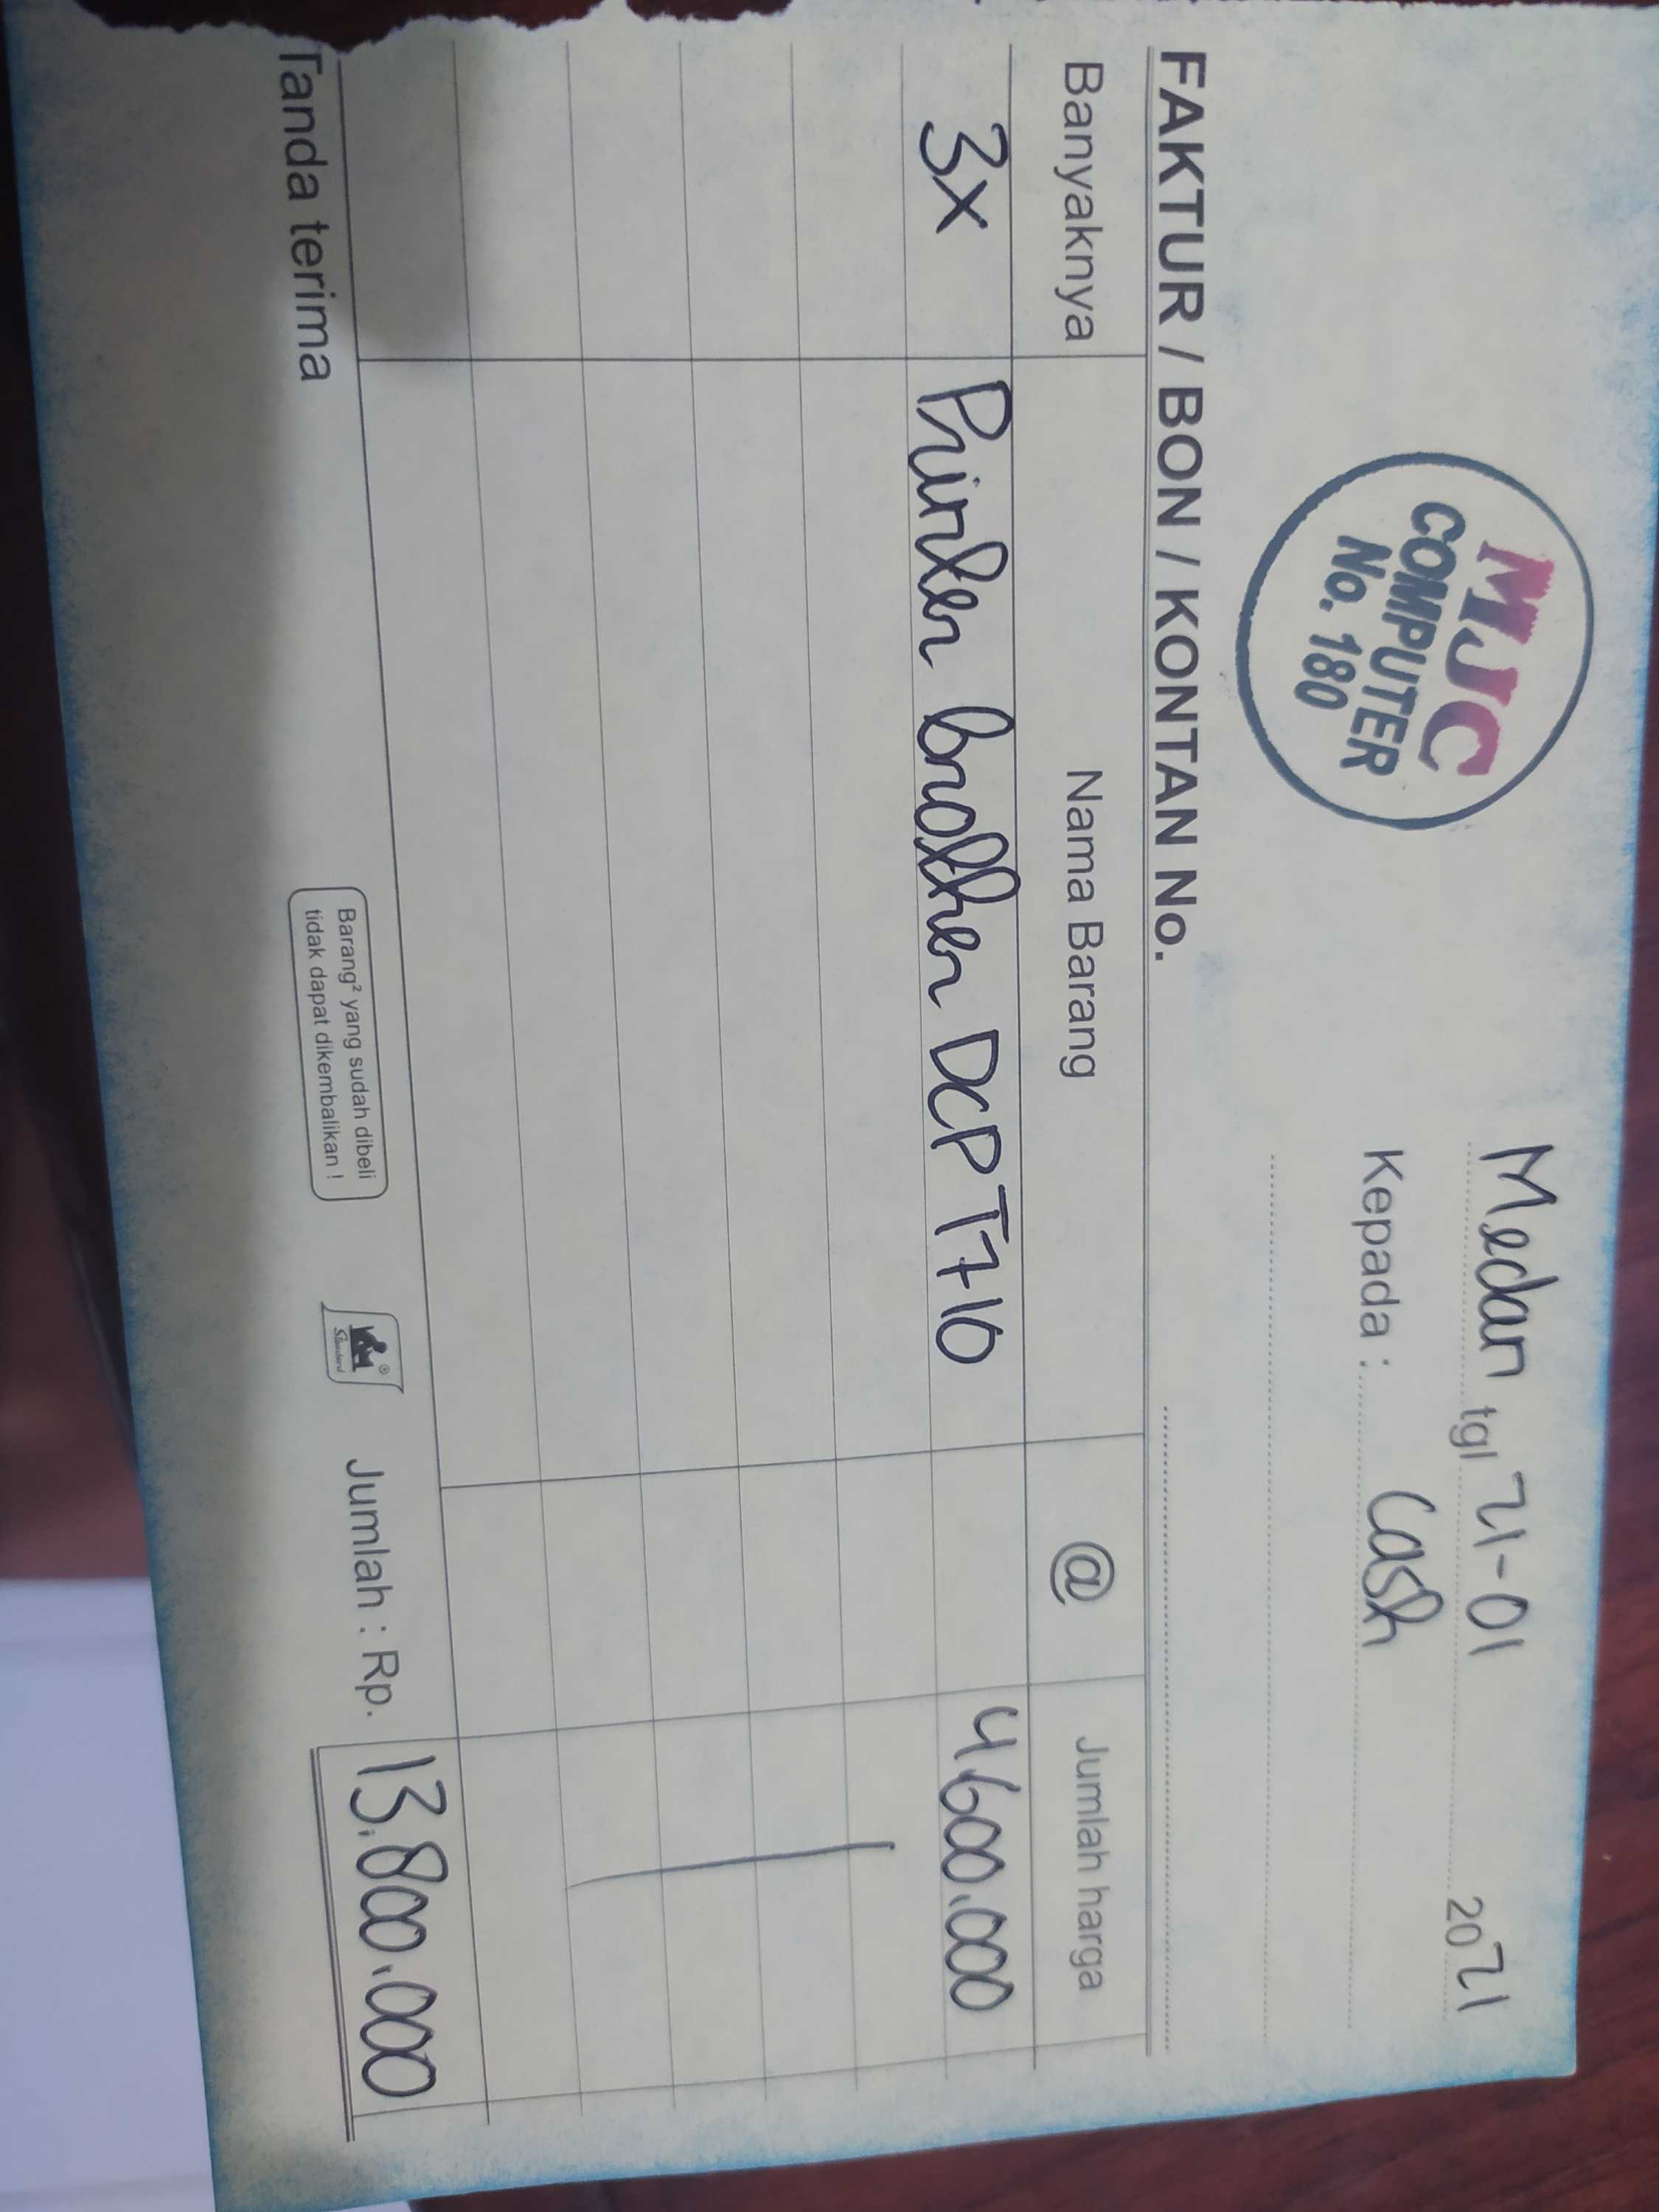 MJC
COMPUTER
No. 180
Medan tgl 21-01 2021
Kepada : Cash
FAKTUR / BON / KONTAN No.
Banyaknya Nama Barang @ Jumlah harga
3x Printer brother DCP T710 4.600.000
Tanda terima
Barang² yang sudah dibeli
tidak dapat dikembalikan !
Standard
Jumlah : Rp. 13.800.000